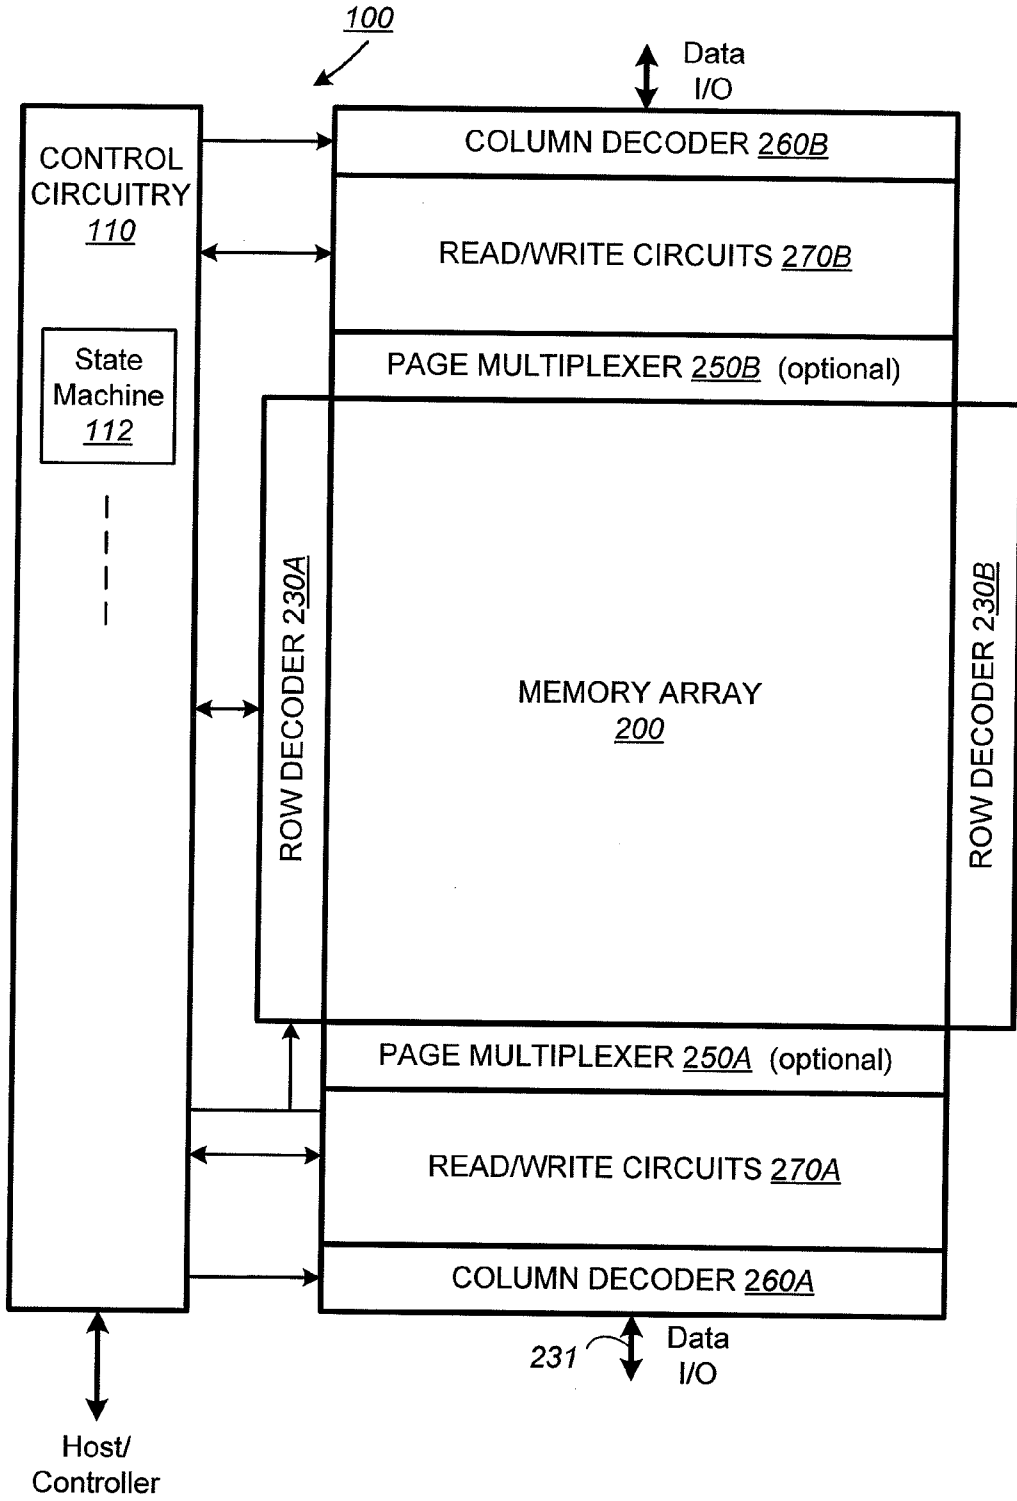 100
Data
I/O
COLUMN DECODER 260B
CONTROL
CIRCUITRY
110
READ/WRITE CIRCUITS 270B
State
Machine
112
PAGE MULTIPLEXER 250B (optional)
ROW DECODER 230A
MEMORY ARRAY
200
ROW DECODER 230B
PAGE MULTIPLEXER 250A (optional)
READ/WRITE CIRCUITS 270A
COLUMN DECODER 260A
231
Data
I/O
Host/
Controller